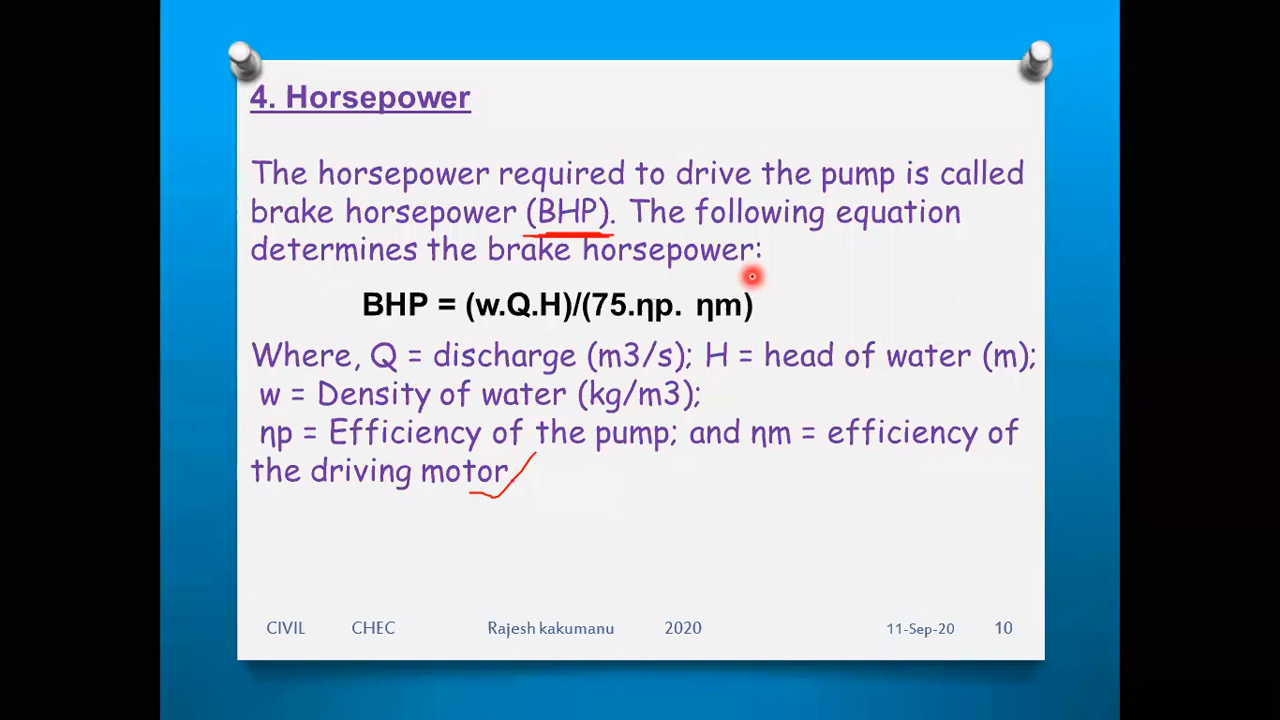 4. Horsepower
The horsepower required to drive the pump is called
brake horsepower (BHP). The following equation
determines the brake horsepower:
BHP = (w.Q.H)/(75.ηp. ηm)
Where, Q = discharge (m3/s); H = head of water (m);
w = Density of water (kg/m3);
ηp = Efficiency of the pump; and ηm = efficiency of
the driving motor
CIVIL CHEC Rajesh kakumanu 2020 11-Sep-20 10